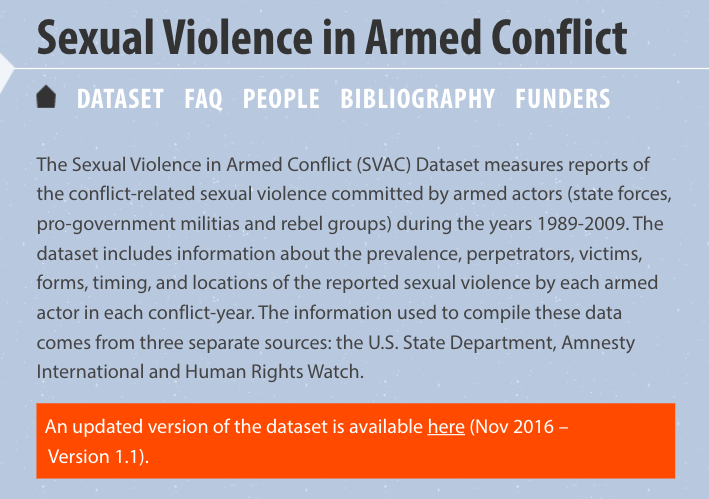 Sexual Violence in Armed Conflict
DATASET FAQ PEOPLE BIBLIOGRAPHY FUNDERS
The Sexual Violence in Armed Conflict (SVAC) Dataset measures reports of
the conflict-related sexual violence committed by armed actors (state forces,
pro-government militias and rebel groups) during the years 1989-2009. The
dataset includes information about the prevalence, perpetrators, victims,
forms, timing, and locations of the reported sexual violence by each armed
actor in each conflict-year. The information used to compile these data
comes from three separate sources: the U.S. State Department, Amnesty
International and Human Rights Watch.
An updated version of the dataset is available here (Nov 2016 –
Version 1.1).